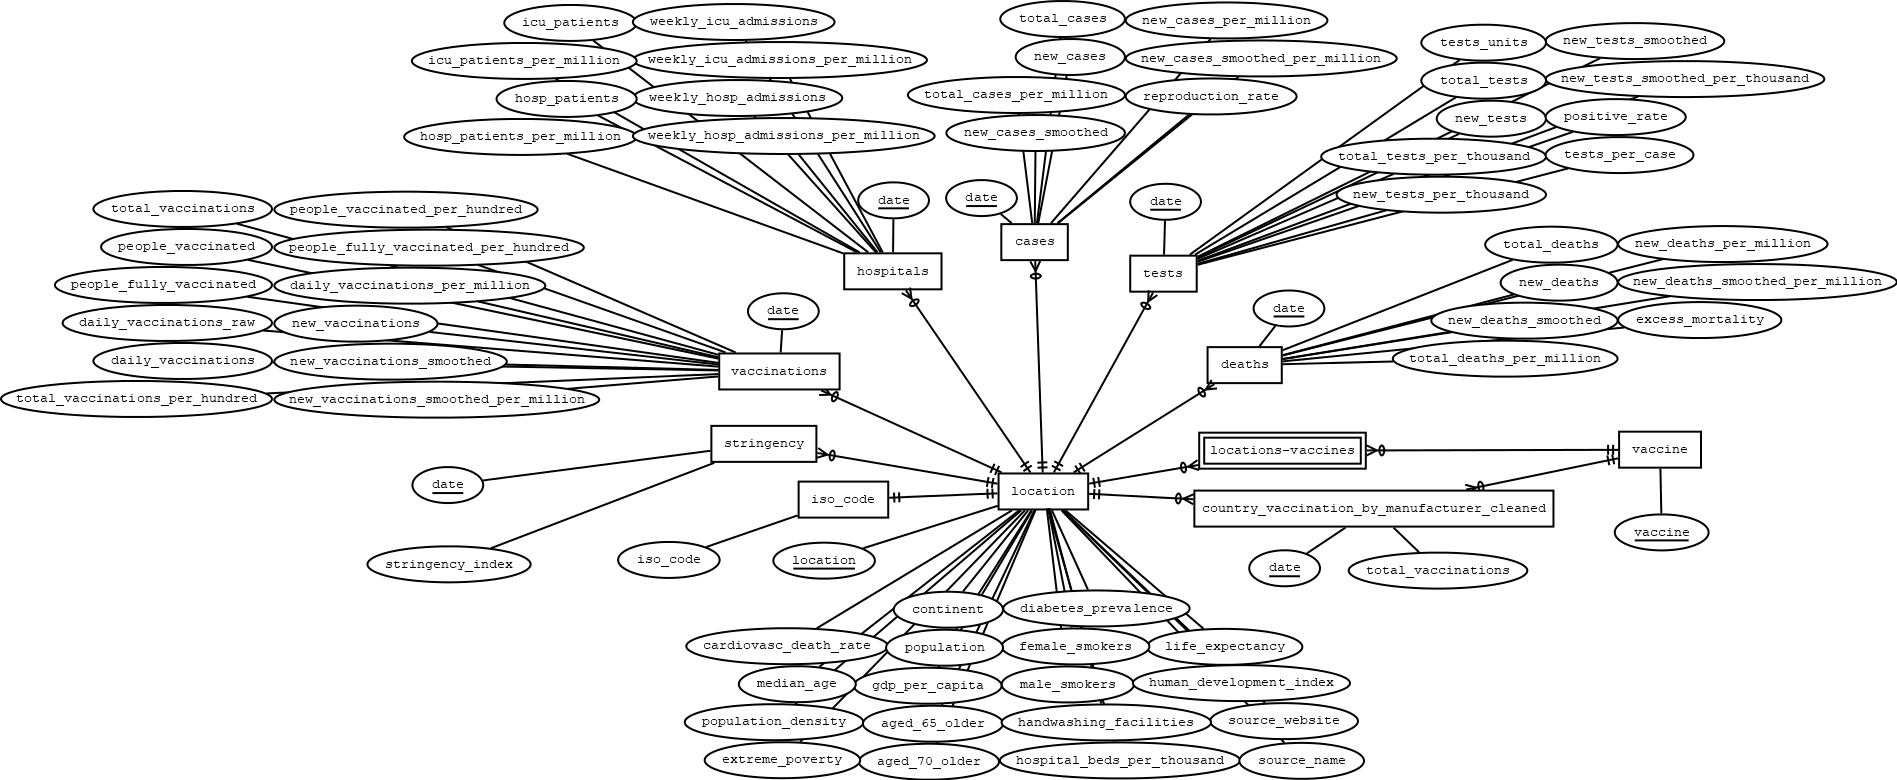 icu_patients
weekly_icu_admissions
icu_patients_per_million
weekly_icu_admissions_per_million
hosp_patients
weekly_hosp_admissions
hosp_patients_per_million
weekly_hosp_admissions_per_million
date
hospitals
total_cases
new_cases_per_million
new_cases
new_cases_smoothed_per_million
total_cases_per_million
reproduction_rate
new_cases_smoothed
date
cases
tests_units
new_tests_smoothed
total_tests
new_tests_smoothed_per_thousand
new_tests
positive_rate
total_tests_per_thousand
tests_per_case
new_tests_per_thousand
date
tests
total_vaccinations
people_vaccinated_per_hundred
people_vaccinated
people_fully_vaccinated_per_hundred
people_fully_vaccinated
daily_vaccinations_per_million
daily_vaccinations_raw
new_vaccinations
daily_vaccinations
new_vaccinations_smoothed
total_vaccinations_per_hundred
new_vaccinations_smoothed_per_million
date
vaccinations
total_deaths
new_deaths_per_million
new_deaths
new_deaths_smoothed_per_million
new_deaths_smoothed
excess_mortality
total_deaths_per_million
date
deaths
stringency
date
stringency_index
iso_code
iso_code
location
location
locations-vaccines
vaccine
vaccine
country_vaccination_by_manufacturer_cleaned
date
total_vaccinations
continent
diabetes_prevalence
cardiovasc_death_rate
population
female_smokers
life_expectancy
median_age
gdp_per_capita
male_smokers
human_development_index
population_density
aged_65_older
handwashing_facilities
source_website
extreme_poverty
aged_70_older
hospital_beds_per_thousand
source_name